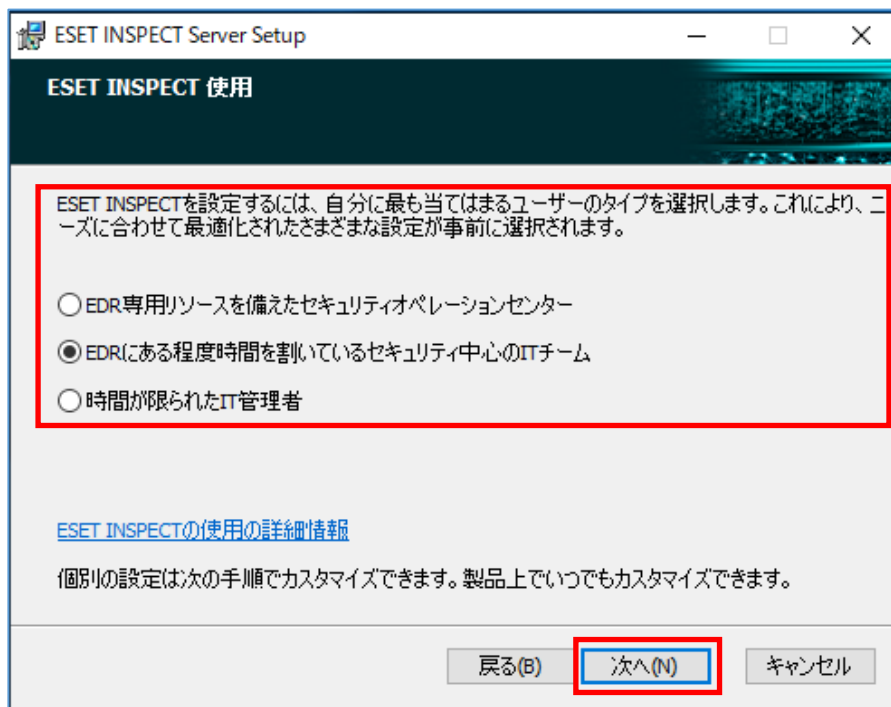 ESET INSPECT Server Setup
ESET INSPECT 使用
ESET INSPECTを設定するには、自分に最も当てはまるユーザーのタイプを選択します。これにより、ニ
ーズに合わせて最適化されたさまざまな設定が事前に選択されます。
EDR専用リソースを備えたセキュリティオペレーションセンター
EDRにある程度時間を割いているセキュリティ中心のITチーム
時間が限られたIT管理者
ESET INSPECTの使用の詳細情報
個別の設定は次の手順でカスタマイズできます。製品上でいつでもカスタマイズできます。
戻る(B) 次へ(N) キャンセル